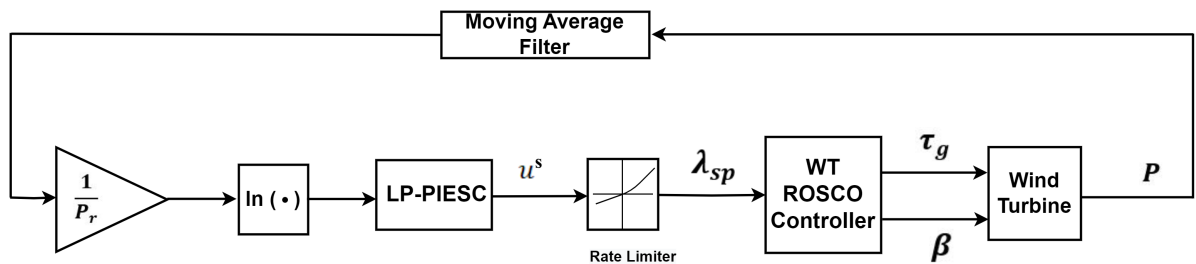 Moving Average
Filter
1
P_r
ln (•)
LP-PIESC
u^s
Rate Limiter
λ_sp
WT
ROSCO
Controller
τ_g
β
Wind
Turbine
P